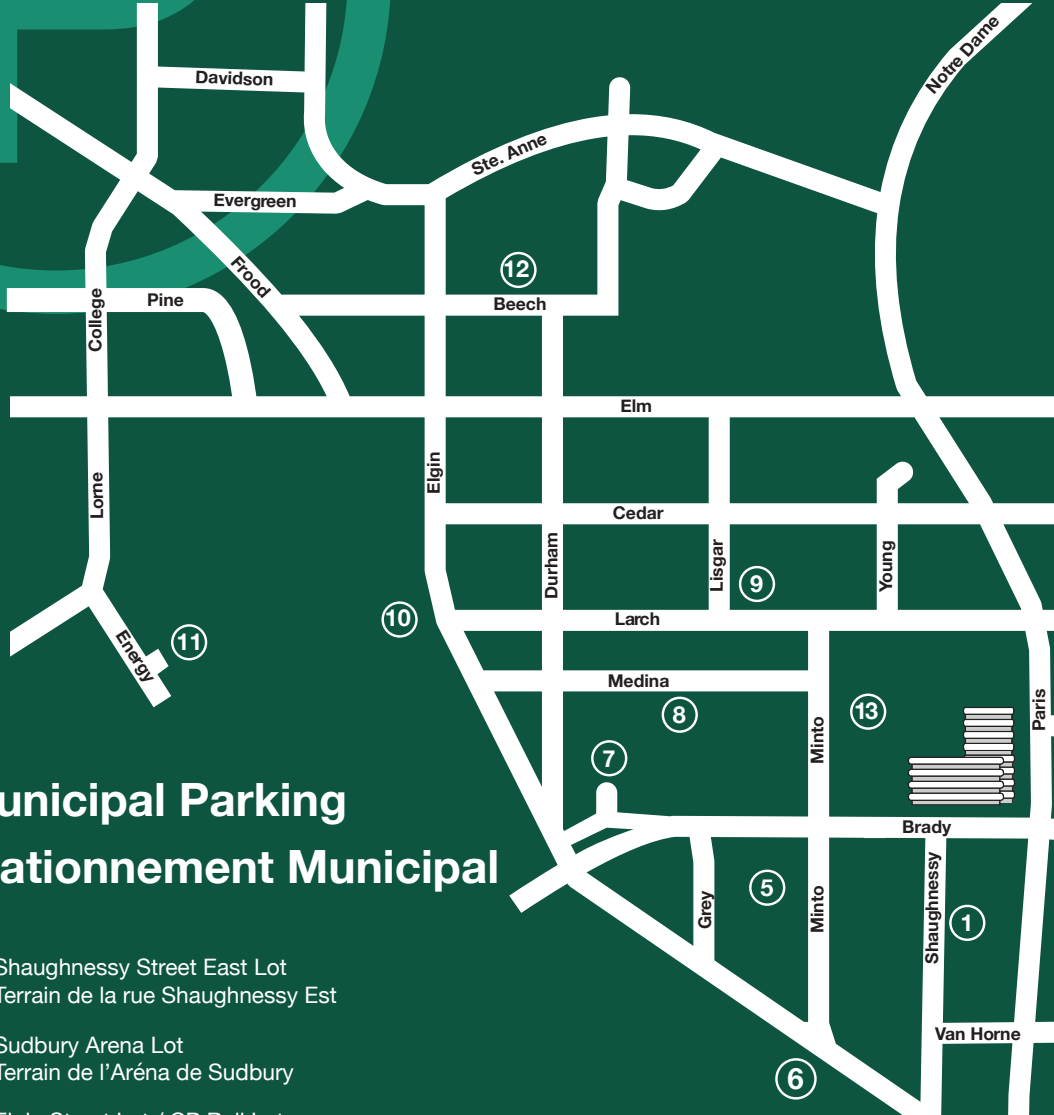 Notre Dame
Davidson
Ste. Anne
Evergreen
Frood
12
Pine
College
Beech
Elm
Elgin
Lorne
Cedar
Durham
Lisgar
9
Young
10
Larch
Energy
11
Medina
8
13
Minto
Paris
7
unicipal Parking
ationnement Municipal
Brady
5
Grey
Minto
Shaughnessy
1
Shaughnessy Street East Lot
Terrain de la rue Shaughnessy Est
Van Horne
Sudbury Arena Lot
Terrain de l'Aréna de Sudbury
6